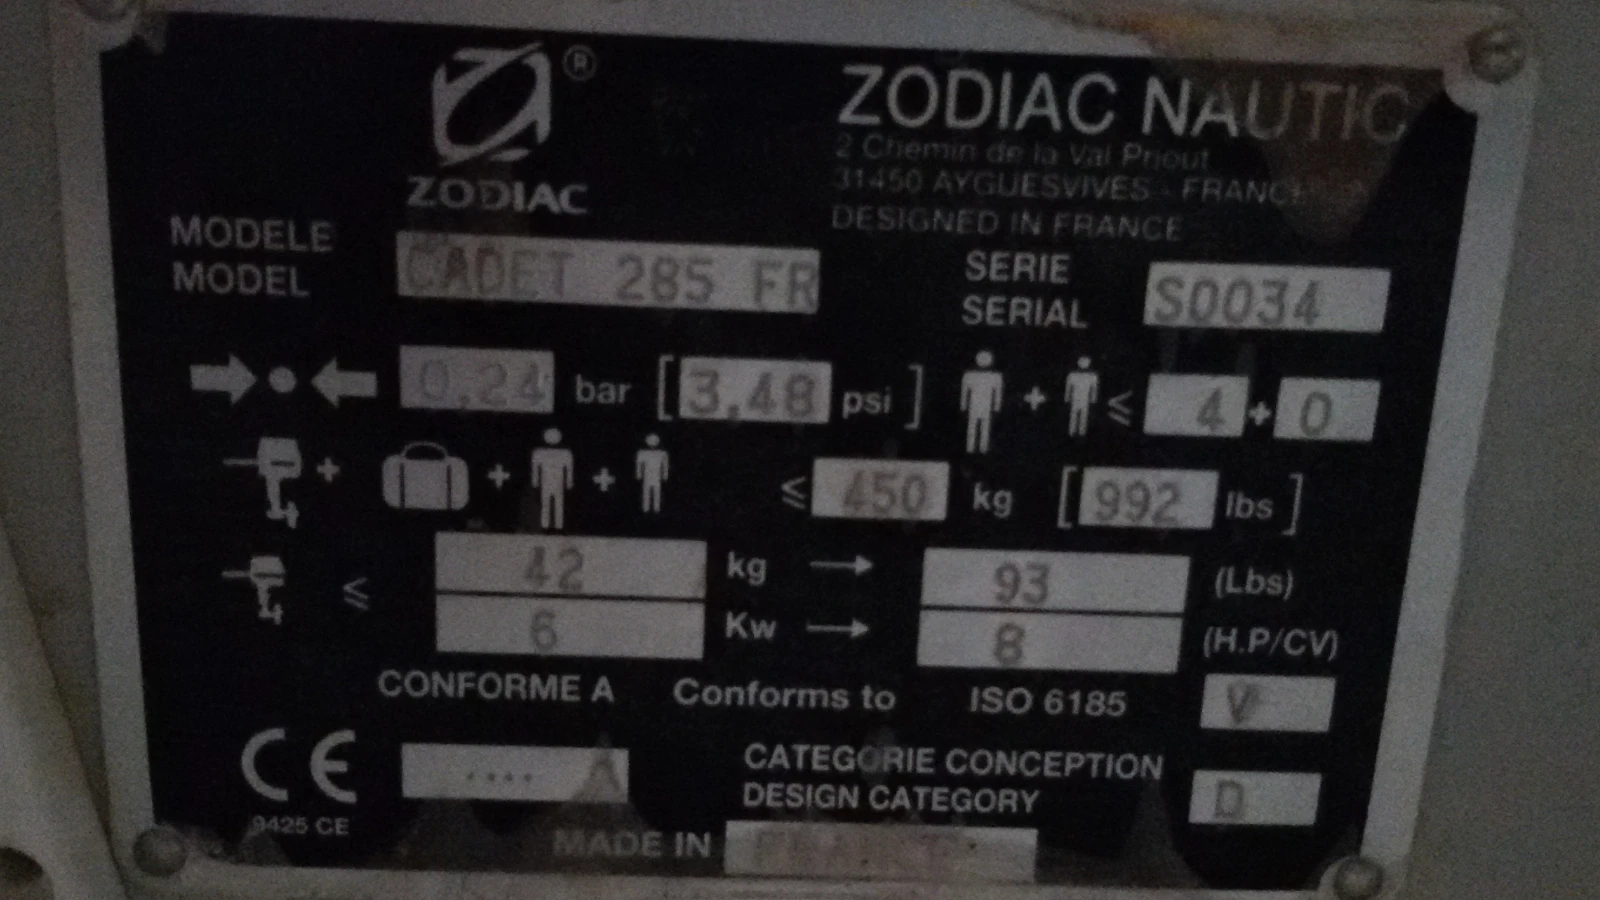 ®
ZODIAC
ZODIAC NAUTIC
2 Chemin de la Val Priout
31450 AYGUESVIVES - FRANCE
DESIGNED IN FRANCE
MODELE
MODEL
CADET 285 FR
SERIE
SERIAL
S0034
0,24 bar [3,48 psi]
+ ≤ 4 + 0
+ + + ≤ 450 kg [992 lbs]
≤ 42 kg → 93 (Lbs)
6 Kw → 8 (H.P/CV)
CONFORME A Conforms to ISO 6185 V
CE .... A
9425 CE
CATEGORIE CONCEPTION
DESIGN CATEGORY
D
MADE IN